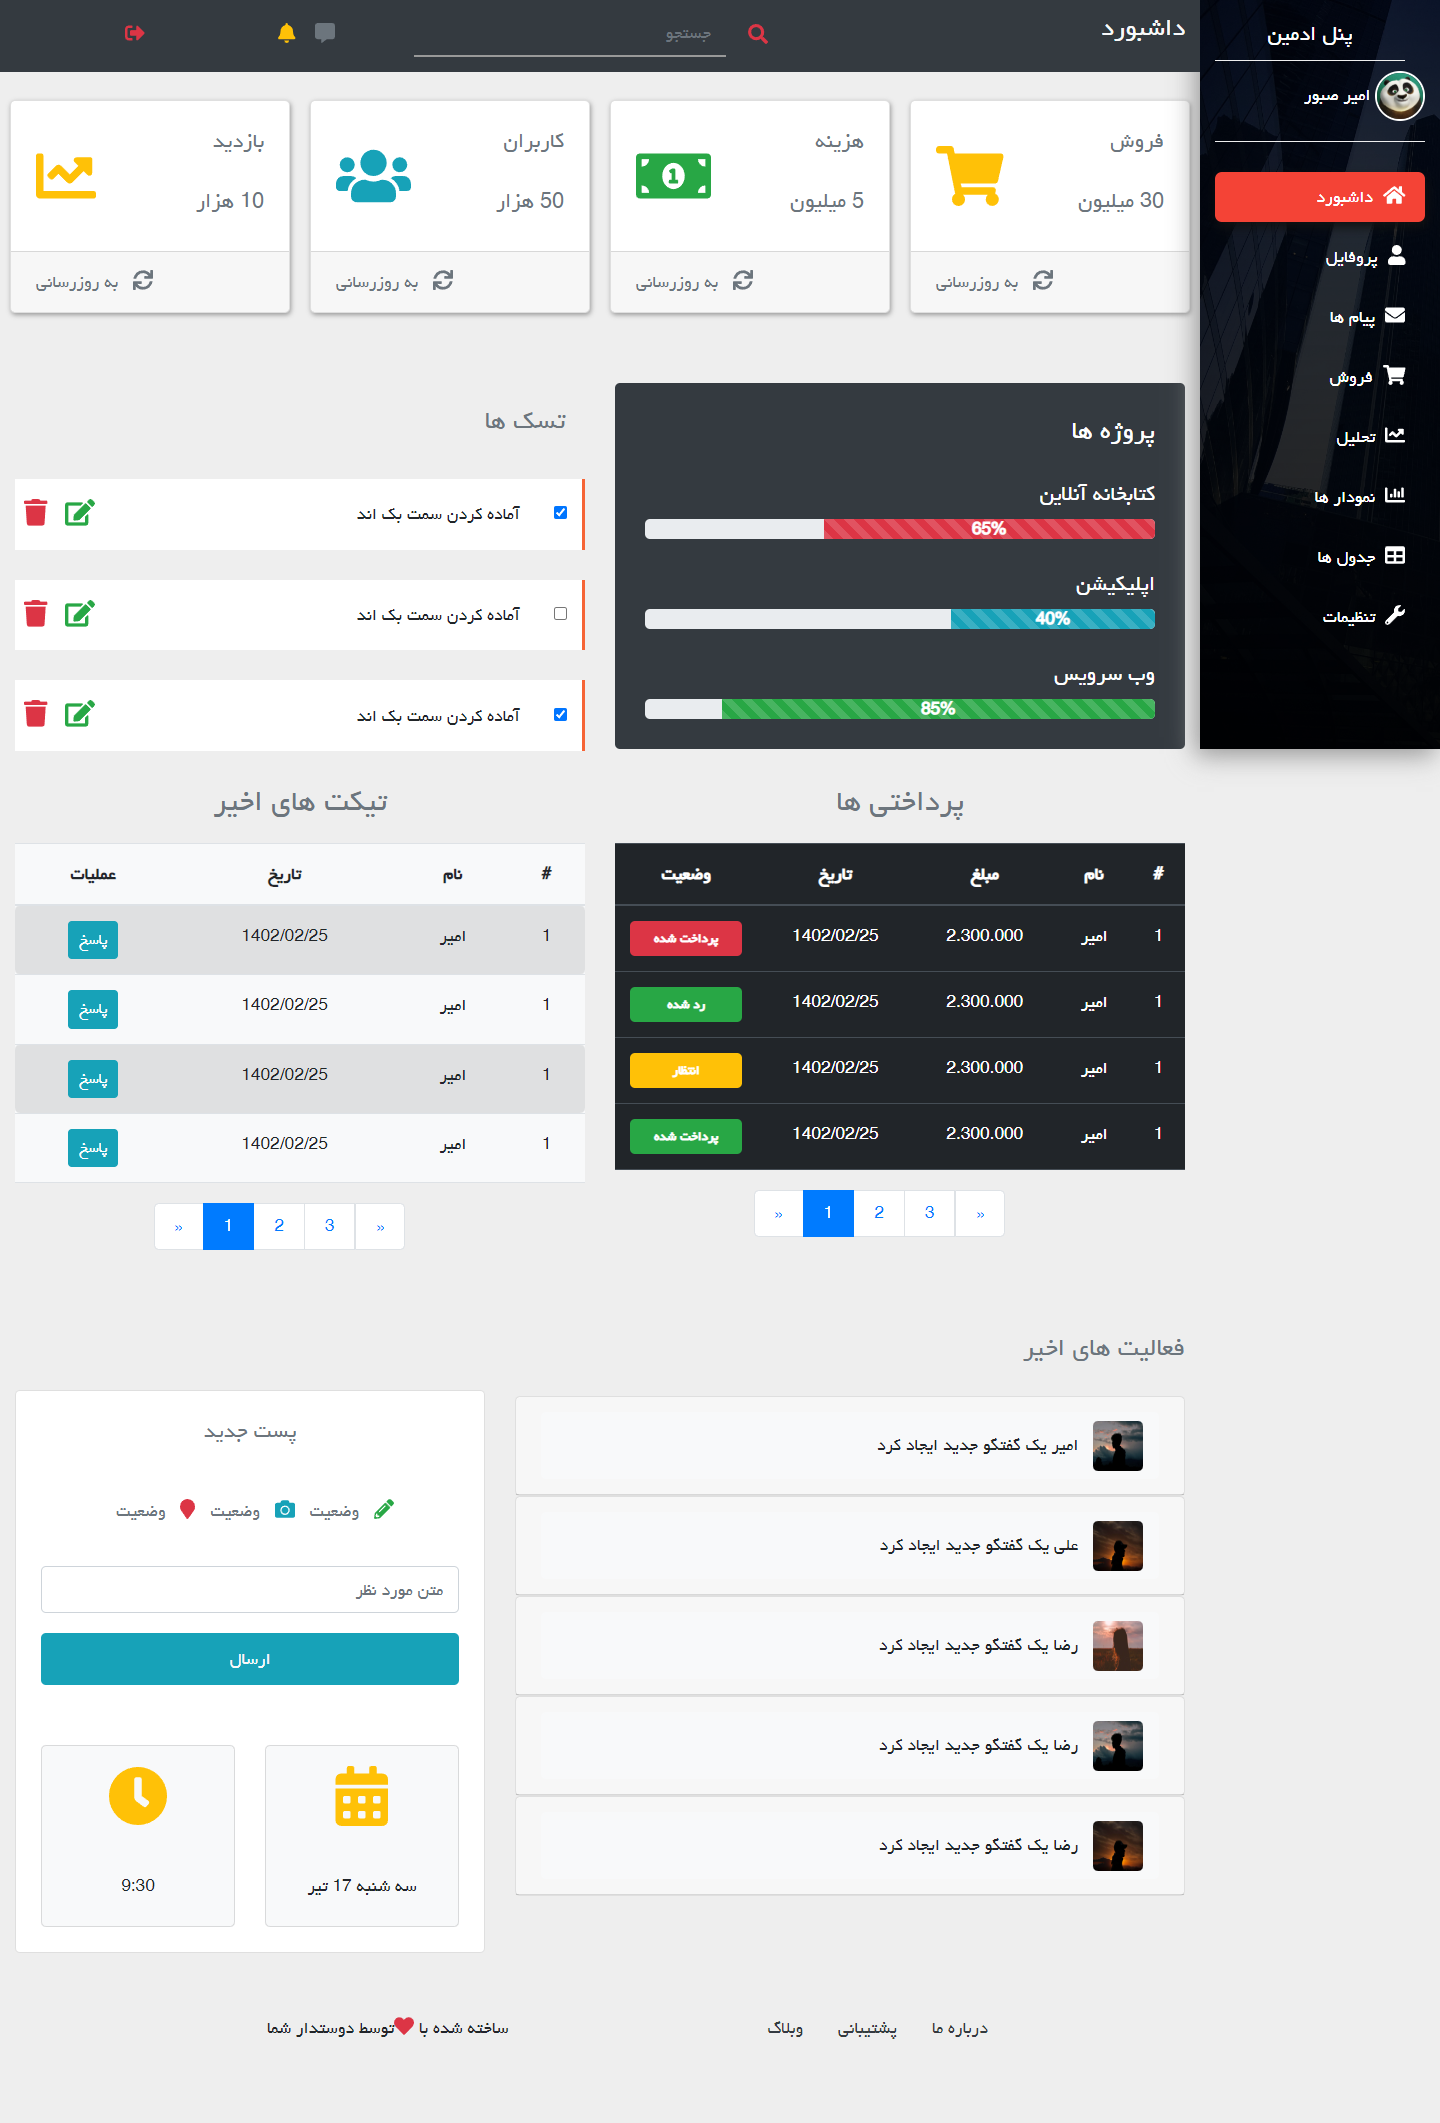 پنل ادمین
امیر صبور
داشبورد
پروفایل
پیام ها
فروش
تحلیل
نمودار ها
جدول ها
تنظیمات
داشبورد
جستجو
فروش
30 میلیون
به روزرسانی
هزینه
5 میلیون
به روزرسانی
کاربران
50 هزار
به روزرسانی
بازدید
10 هزار
به روزرسانی
پروژه ها
کتابخانه آنلاین
65%
اپلیکیشن
40%
وب سرویس
85%
تسک ها
آماده کردن سمت بک اند
آماده کردن سمت بک اند
آماده کردن سمت بک اند
پرداختی ها
# نام مبلغ تاریخ وضعیت
1 امیر 2.300.000 1402/02/25 پرداخت شده
1 امیر 2.300.000 1402/02/25 رد شده
1 امیر 2.300.000 1402/02/25 انتظار
1 امیر 2.300.000 1402/02/25 پرداخت شده
« 1 2 3 »
تیکت های اخیر
# نام تاریخ عملیات
1 امیر 1402/02/25 پاسخ
1 امیر 1402/02/25 پاسخ
1 امیر 1402/02/25 پاسخ
1 امیر 1402/02/25 پاسخ
« 1 2 3 »
فعالیت های اخیر
امیر یک گفتگو جدید ایجاد کرد
علی یک گفتگو جدید ایجاد کرد
رضا یک گفتگو جدید ایجاد کرد
رضا یک گفتگو جدید ایجاد کرد
رضا یک گفتگو جدید ایجاد کرد
پست جدید
وضعیت وضعیت وضعیت
متن مورد نظر
ارسال
سه شنبه 17 تیر
9:30
درباره ما پشتیبانی وبلاگ
ساخته شده با توسط دوستدار شما